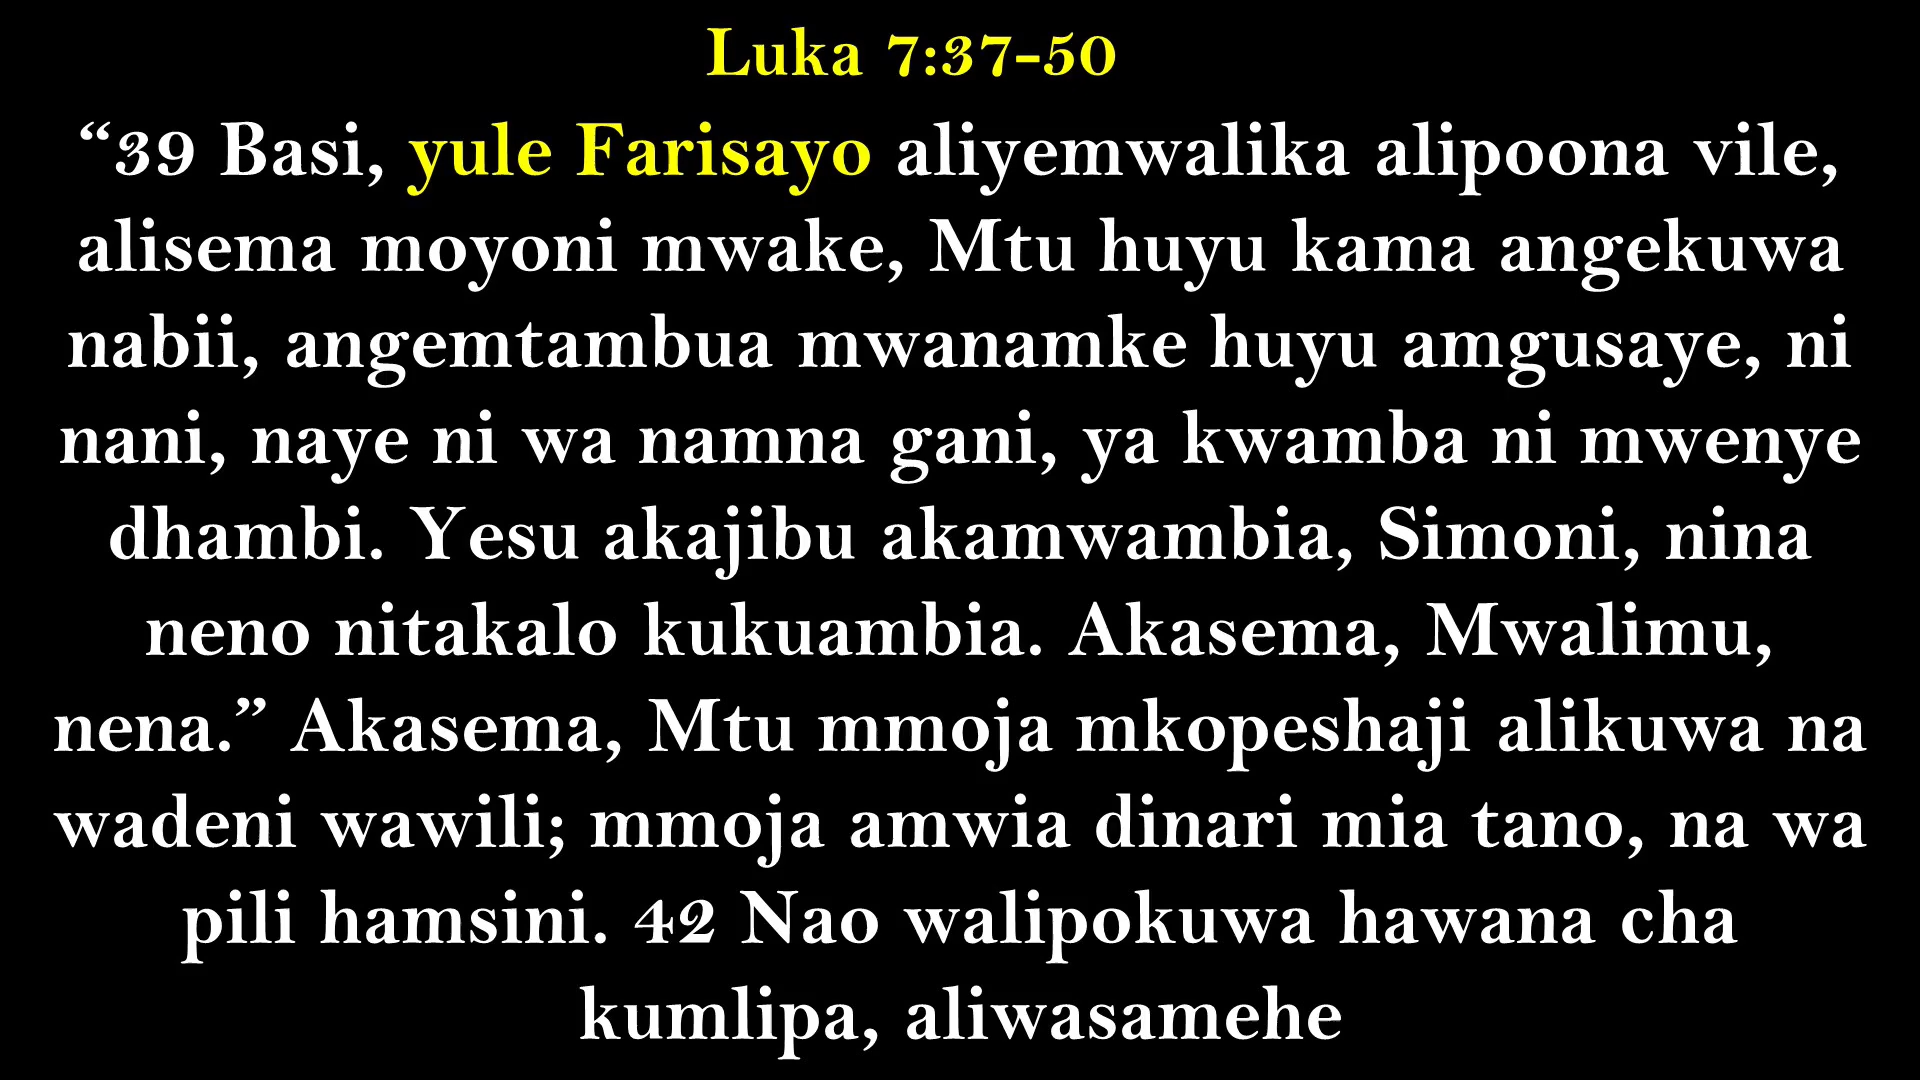 Luka 7:37-50
“39 Basi, yule Farisayo aliyemwalika alipoona vile,
alisema moyoni mwake, Mtu huyu kama angekuwa
nabii, angemtambua mwanamke huyu amgusaye, ni
nani, naye ni wa namna gani, ya kwamba ni mwenye
dhambi. Yesu akajibu akamwambia, Simoni, nina
neno nitakalo kukuambia. Akasema, Mwalimu,
nena.” Akasema, Mtu mmoja mkopeshaji alikuwa na
wadeni wawili; mmoja amwia dinari mia tano, na wa
pili hamsini. 42 Nao walipokuwa hawana cha
kumlipa, aliwasamehe